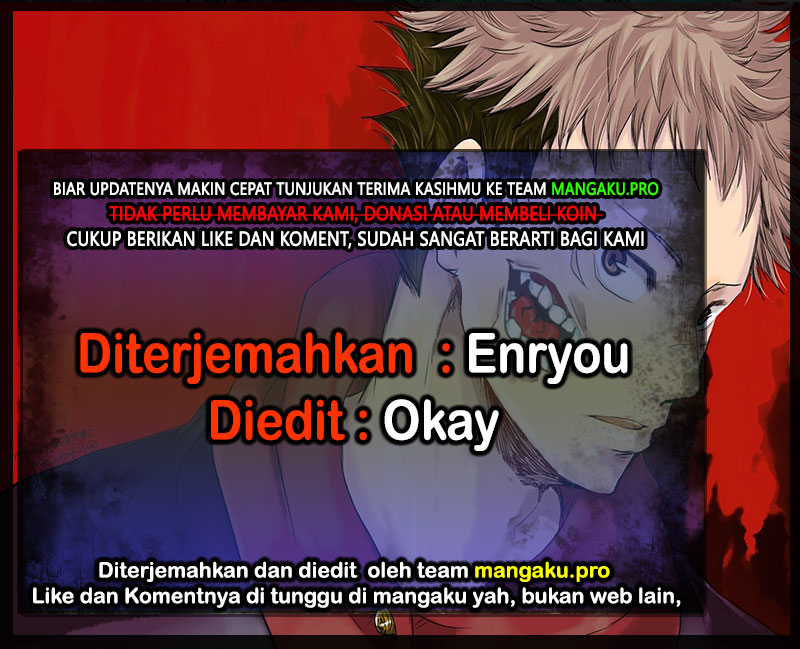 BIAR UPDATENYA MAKIN CEPAT TUNJUKAN TERIMA KASIHMU KE TEAM MANGAKU.PRO
TIDAK PERLU MEMBAYAR KAMI, DONASI ATAU MEMBELI KOIN
CUKUP BERIKAN LIKE DAN KOMENT, SUDAH SANGAT BERARTI BAGI KAMI
Diterjemahkan : Enryou
Diedit : Okay
Diterjemahkan dan diedit oleh team mangaku.pro
Like dan Komentnya di tunggu di mangaku yah, bukan web lain,